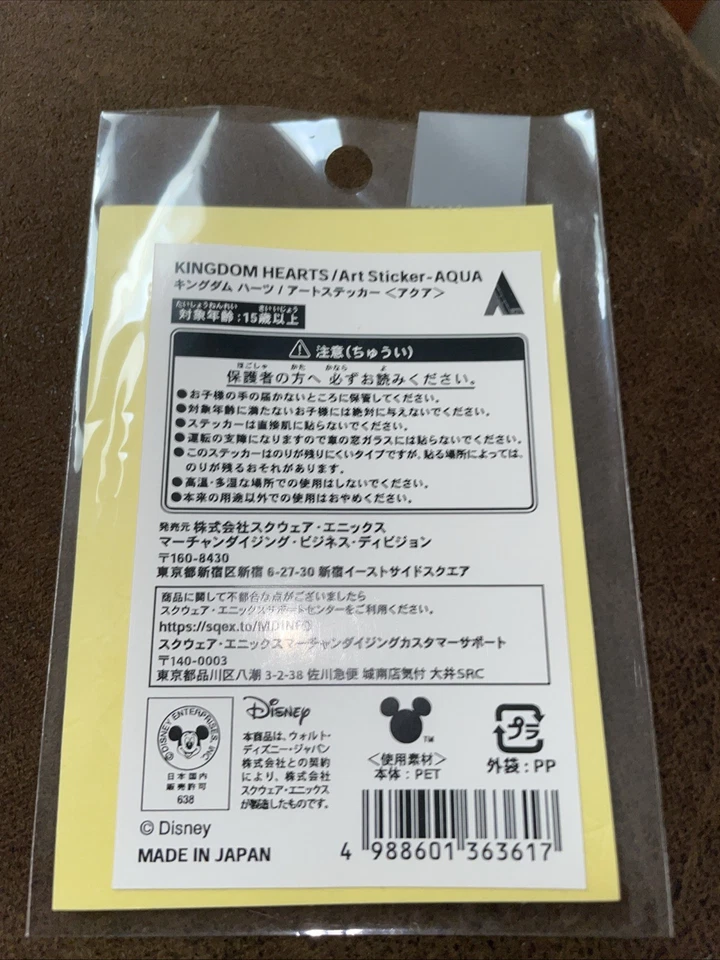 KINGDOM HEARTS/Art Sticker-AQUA
キングダム ハーツ / アートステッカー <アクア>
たいしょうねんれい さいいじょう
対象年齢:15歳以上
注意(ちゅうい)
ほごしゃ かた かなら よ
保護者の方へ 必ずお読みください。
●お子様の手の届かないところに保管してください。
●対象年齢に満たないお子様には絶対に与えないでください。
●ステッカーは直接肌に貼らないでください。
●運転の支障になりますので車の窓ガラスには貼らないでください。
●このステッカーはのりが残りにくいタイプですが、貼る場所によっては、
のりが残るおそれがあります。
●高温・多湿な場所での使用はしないでください。
●本来の用途以外での使用はおやめください。
発売元 株式会社スクウェア・エニックス
マーチャンダイジング・ビジネス・ディビジョン
〒160-8430
東京都新宿区新宿 6-27-30 新宿イーストサイドスクエア
商品に関して不都合な点がございましたら
スクウェア・エニックスサポートセンターをご利用ください。
https://sqex.to/MDINFO
スクウェア・エニックスマーチャンダイジングカスタマーサポート
〒140-0003
東京都品川区八潮 3-2-38 佐川急便 城南店気付 大井SRC
©DISNEY ENTERPRISES, INC.
日本国内
販売許可
638
Disney
本商品は、ウォルト・
ディズニー・ジャパン
株式会社との契約
により、株式会社
スクウェア・エニックス
が製造したものです。
TM
<使用素材>
本体:PET
プラ
外袋:PP
© Disney
MADE IN JAPAN
4 988601 363617